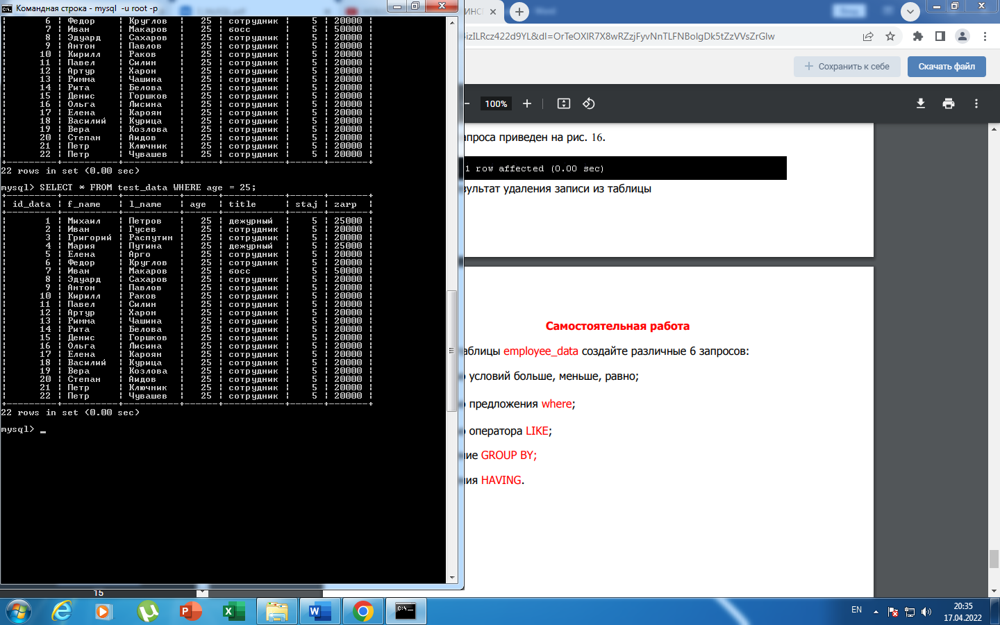 Командная строка - mysql -u root -p
6 | Федор | Круглов | 25 | сотрудник | 5 | 20000
7 | Иван | Макаров | 25 | босс | 5 | 50000
8 | Эдуард | Сахаров | 25 | сотрудник | 5 | 20000
9 | Антон | Павлов | 25 | сотрудник | 5 | 20000
10 | Кирилл | Раков | 25 | сотрудник | 5 | 20000
11 | Павел | Силин | 25 | сотрудник | 5 | 20000
12 | Артур | Харон | 25 | сотрудник | 5 | 20000
13 | Римма | Чашина | 25 | сотрудник | 5 | 20000
14 | Рита | Белова | 25 | сотрудник | 5 | 20000
15 | Денис | Горшков | 25 | сотрудник | 5 | 20000
16 | Ольга | Лисина | 25 | сотрудник | 5 | 20000
17 | Елена | Кароян | 25 | сотрудник | 5 | 20000
18 | Василий | Курица | 25 | сотрудник | 5 | 20000
19 | Вера | Козлова | 25 | сотрудник | 5 | 20000
20 | Степан | Аидов | 25 | сотрудник | 5 | 20000
21 | Петр | Ключник | 25 | сотрудник | 5 | 20000
22 | Петр | Чувашев | 25 | сотрудник | 5 | 20000
22 rows in set (0.00 sec)
mysql> SELECT * FROM test_data WHERE age = 25;
id_data | f_name | l_name | age | title | staj | zarp
1 | Михаил | Петров | 25 | дежурный | 5 | 25000
2 | Иван | Гусев | 25 | сотрудник | 5 | 20000
3 | Григорий | Распутин | 25 | сотрудник | 5 | 20000
4 | Мария | Путина | 25 | дежурный | 5 | 25000
5 | Елена | Арго | 25 | сотрудник | 5 | 20000
6 | Федор | Круглов | 25 | сотрудник | 5 | 20000
7 | Иван | Макаров | 25 | босс | 5 | 50000
8 | Эдуард | Сахаров | 25 | сотрудник | 5 | 20000
9 | Антон | Павлов | 25 | сотрудник | 5 | 20000
10 | Кирилл | Раков | 25 | сотрудник | 5 | 20000
11 | Павел | Силин | 25 | сотрудник | 5 | 20000
12 | Артур | Харон | 25 | сотрудник | 5 | 20000
13 | Римма | Чашина | 25 | сотрудник | 5 | 20000
14 | Рита | Белова | 25 | сотрудник | 5 | 20000
15 | Денис | Горшков | 25 | сотрудник | 5 | 20000
16 | Ольга | Лисина | 25 | сотрудник | 5 | 20000
17 | Елена | Кароян | 25 | сотрудник | 5 | 20000
18 | Василий | Курица | 25 | сотрудник | 5 | 20000
19 | Вера | Козлова | 25 | сотрудник | 5 | 20000
20 | Степан | Аидов | 25 | сотрудник | 5 | 20000
21 | Петр | Ключник | 25 | сотрудник | 5 | 20000
22 | Петр | Чувашев | 25 | сотрудник | 5 | 20000
22 rows in set (0.00 sec)
mysql> _
4izILRcz422d9YL&dl=OrTeOXlR7X8wRZzjFyvNnTLFNBolgDk5tZzVVsZrGlw
Сохранить к себе
Скачать файл
100%
апроса приведен на рис. 16.
1 row affected (0.00 sec)
зультат удаления записи из таблицы
Самостоятельная работа
аблицы employee_data создайте различные 6 запросов:
условий больше, меньше, равно;
предложения where;
оператора LIKE;
ие GROUP BY;
ия HAVING.
15
EN
20:35
17.04.2022